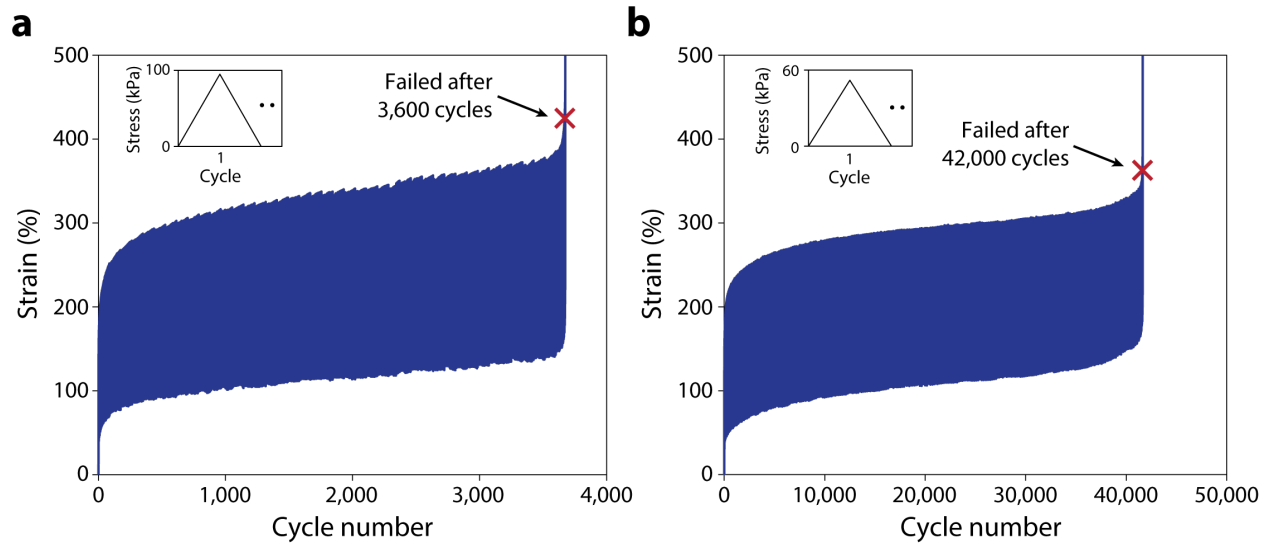 a
500
400
300
200
100
0
Strain (%)
0
1,000
2,000
3,000
4,000
Cycle number
Stress (kPa)
100
0
1
Cycle
Failed after
3,600 cycles
b
500
400
300
200
100
0
Strain (%)
0
10,000
20,000
30,000
40,000
50,000
Cycle number
Stress (kPa)
60
0
1
Cycle
Failed after
42,000 cycles